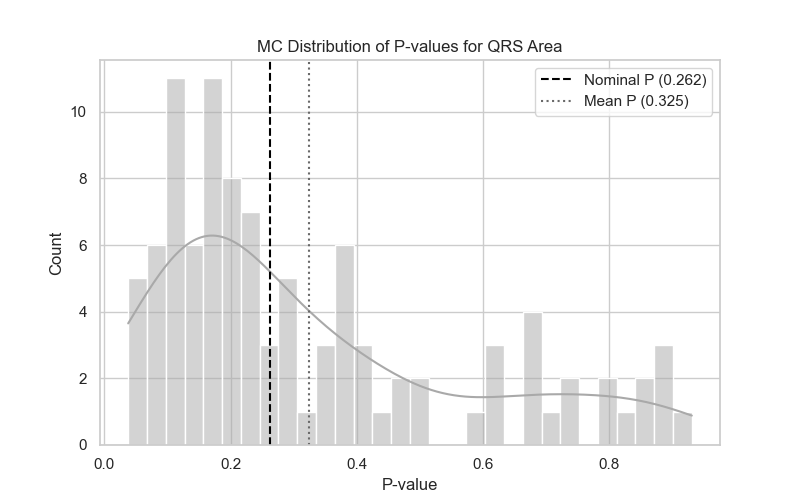 MC Distribution of P-values for QRS Area
Nominal P (0.262)
Mean P (0.325)
Count
10
8
6
4
2
0
0.0 0.2 0.4 0.6 0.8
P-value